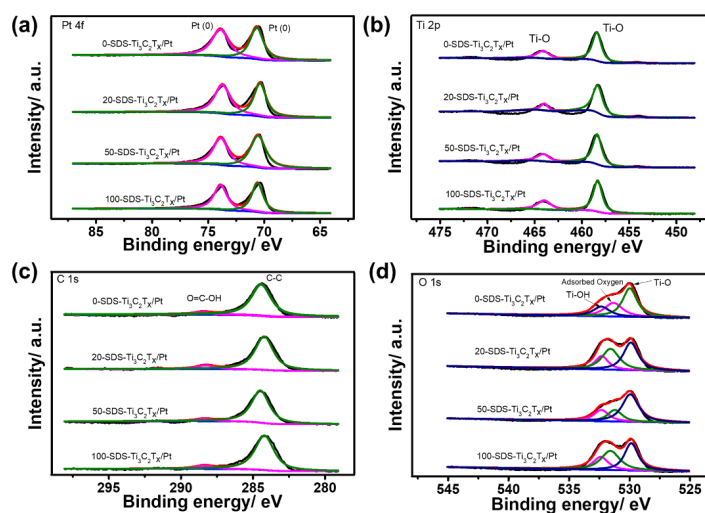 (a)
Pt 4f
Pt (0)
Pt (0)
0-SDS-Ti3C2Tx/Pt
20-SDS-Ti3C2Tx/Pt
50-SDS-Ti3C2Tx/Pt
100-SDS-Ti3C2Tx/Pt
Intensity/ a.u.
85 80 75 70 65
Binding energy/ eV
(b)
Ti 2p
Ti-O
Ti-O
0-SDS-Ti3C2Tx/Pt
20-SDS-Ti3C2Tx/Pt
50-SDS-Ti3C2Tx/Pt
100-SDS-Ti3C2Tx/Pt
Intensity/ a.u.
475 470 465 460 455 450
Binding energy/ eV
(c)
C 1s
C-C
O=C-OH
0-SDS-Ti3C2Tx/Pt
20-SDS-Ti3C2Tx/Pt
50-SDS-Ti3C2Tx/Pt
100-SDS-Ti3C2Tx/Pt
Intensity/ a.u.
295 290 285 280
Binding energy/ eV
(d)
O 1s
Adsorbed Oxygen
Ti-OH
Ti-O
0-SDS-Ti3C2Tx/Pt
20-SDS-Ti3C2Tx/Pt
50-SDS-Ti3C2Tx/Pt
100-SDS-Ti3C2Tx/Pt
Intensity/ a.u.
545 540 535 530 525
Binding energy/ eV